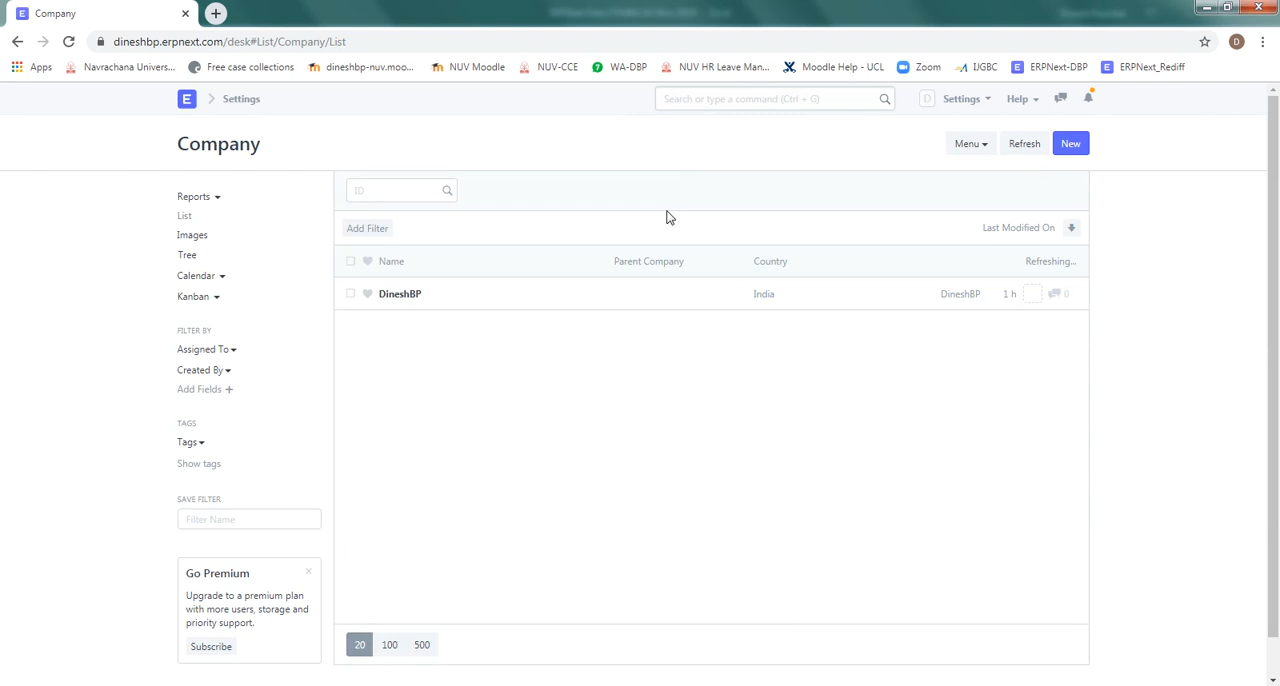 Company
dineshbp.erpnext.com/desk#List/Company/List
Apps Navrachana Univers... Free case collections dineshbp-nuv.moo... NUV Moodle NUV-CCE WA-DBP NUV HR Leave Man... Moodle Help - UCL Zoom IJGBC ERPNext-DBP ERPNext_Rediff
E Settings Search or type a command (Ctrl + G) D Settings Help
Company Menu Refresh New
Reports
List
Images
Tree
Calendar
Kanban
FILTER BY
Assigned To
Created By
Add Fields +
TAGS
Tags
Show tags
SAVE FILTER
Filter Name
Go Premium
Upgrade to a premium plan
with more users, storage and
priority support.
Subscribe
ID
Add Filter Last Modified On
Name Parent Company Country Refreshing...
DineshBP India DineshBP 1 h 0
20 100 500